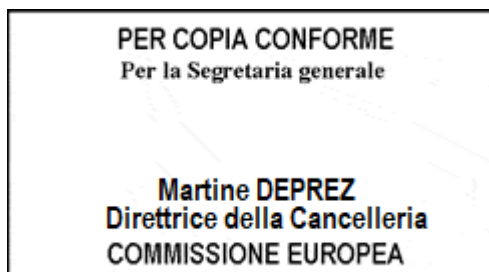 PER COPIA CONFORME
Per la Segretaria generale
Martine DEPREZ
Direttrice della Cancelleria
COMMISSIONE EUROPEA